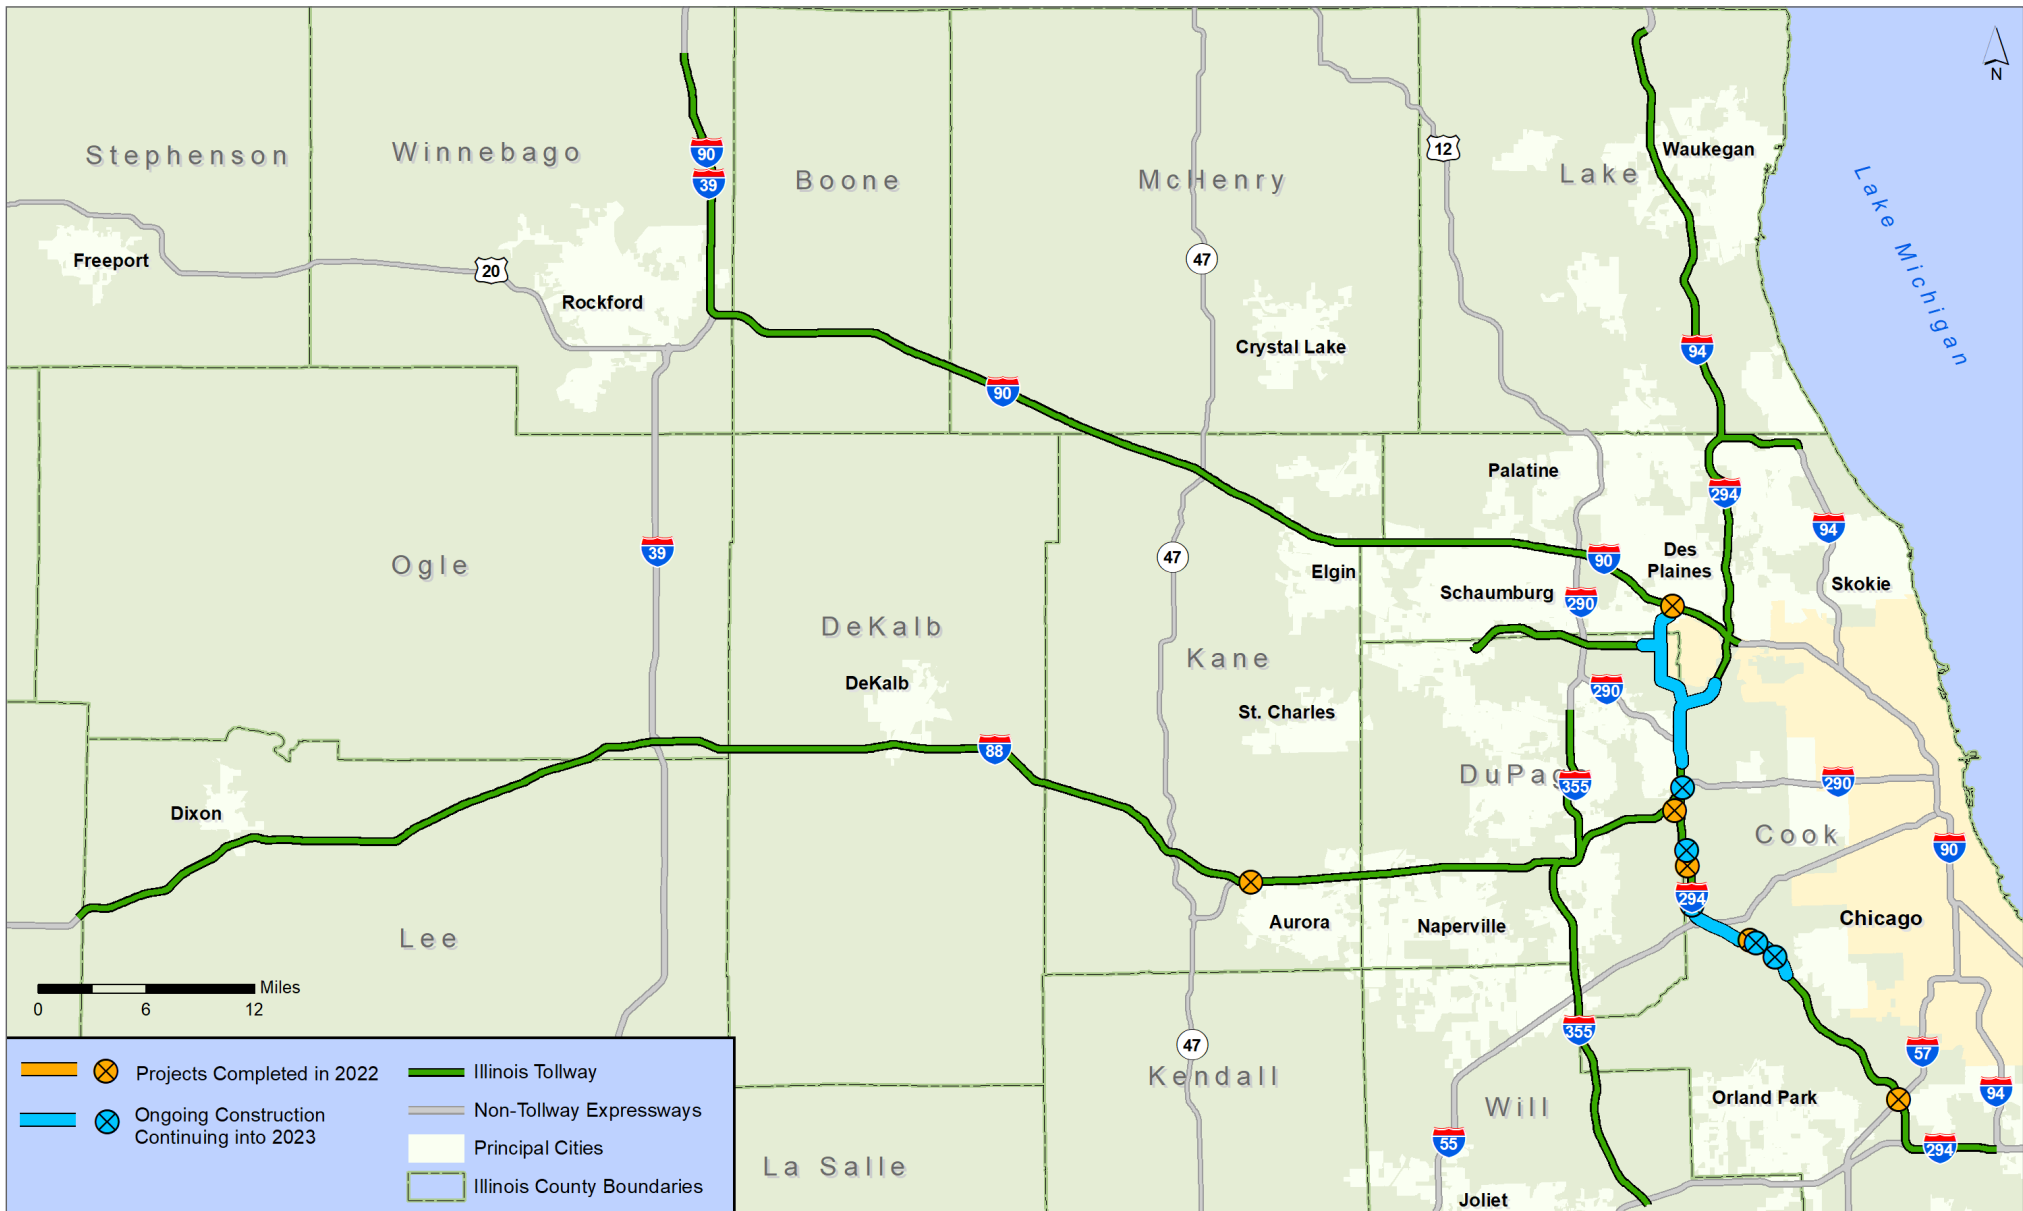 N
Stephenson
Winnebago
Boone
McHenry
Lake
Waukegan
12
90
39
Lake Michigan
Freeport
20
Rockford
47
Crystal Lake
94
90
Palatine
294
94
Ogle
39
47
Elgin
90
Des
Plaines
Skokie
Schaumburg
290
DeKalb
Kane
DeKalb
St. Charles
290
88
DuPag
355
290
Dixon
Cook
90
294
Aurora
Naperville
Chicago
Lee
Miles
0
6
12
355
47
57
Kendall
Will
Orland Park
94
55
294
La Salle
Joliet
Projects Completed in 2022
Ongoing Construction
Continuing into 2023
Illinois Tollway
Non-Tollway Expressways
Principal Cities
Illinois County Boundaries